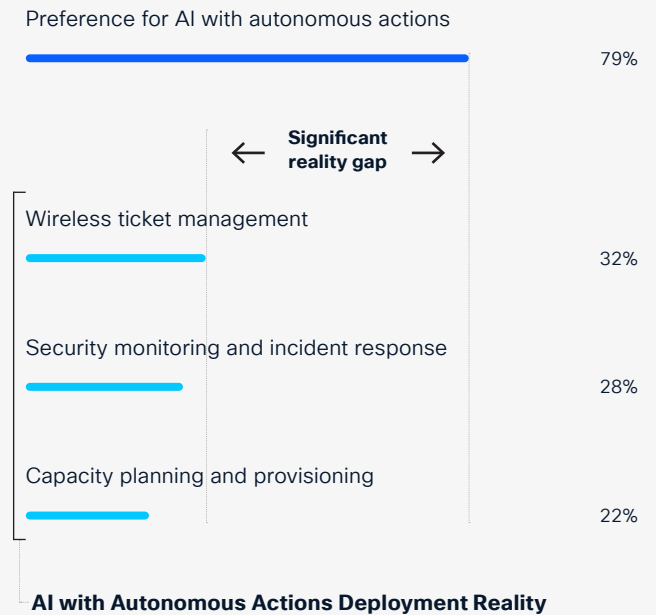 Preference for AI with autonomous actions
79%
Significant
reality gap
Wireless ticket management
32%
Security monitoring and incident response
28%
Capacity planning and provisioning
22%
AI with Autonomous Actions Deployment Reality